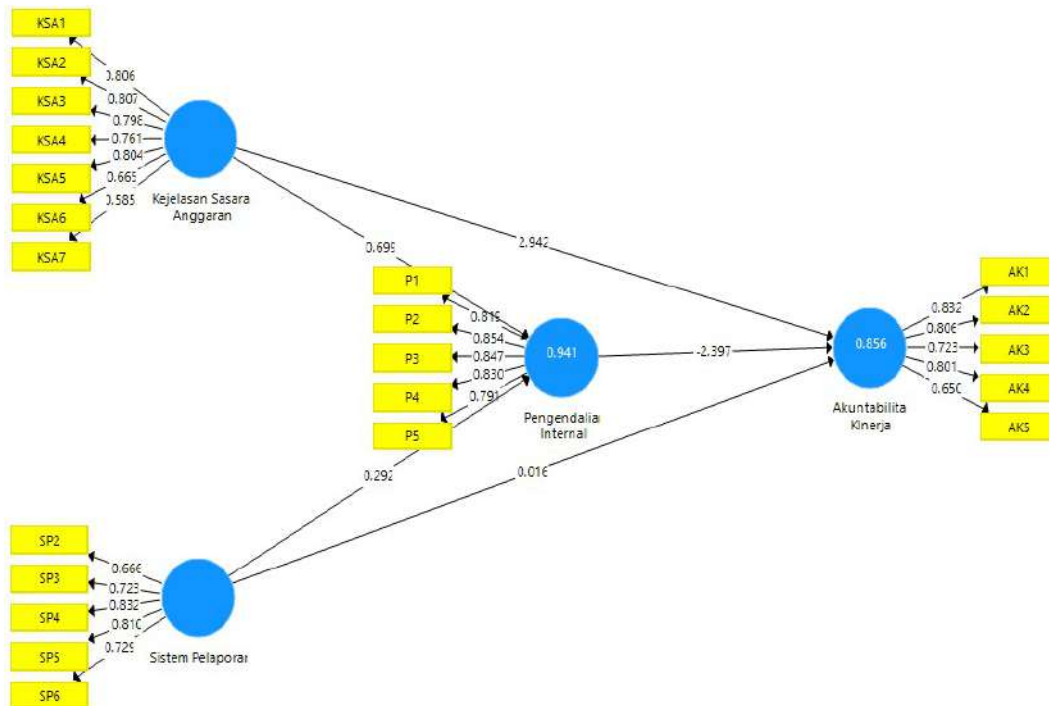 KSA1
KSA2
KSA3
KSA4
KSA5
KSA6
KSA7
0.806
0.807
0.798
0.761
0.804
0.665
0.585
Kejelasan Sasara
Anggaran
0.699
2.942
P1
P2
P3
P4
P5
0.819
0.854
0.847
0.830
0.791
0.941
Pengendalian
Internal
-2.397
0.856
Akuntabilita
Kinerja
0.832
0.806
0.723
0.801
0.650
AK1
AK2
AK3
AK4
AK5
0.292
0.016
SP2
SP3
SP4
SP5
SP6
0.666
0.723
0.832
0.810
0.729
Sistem Pelaporan